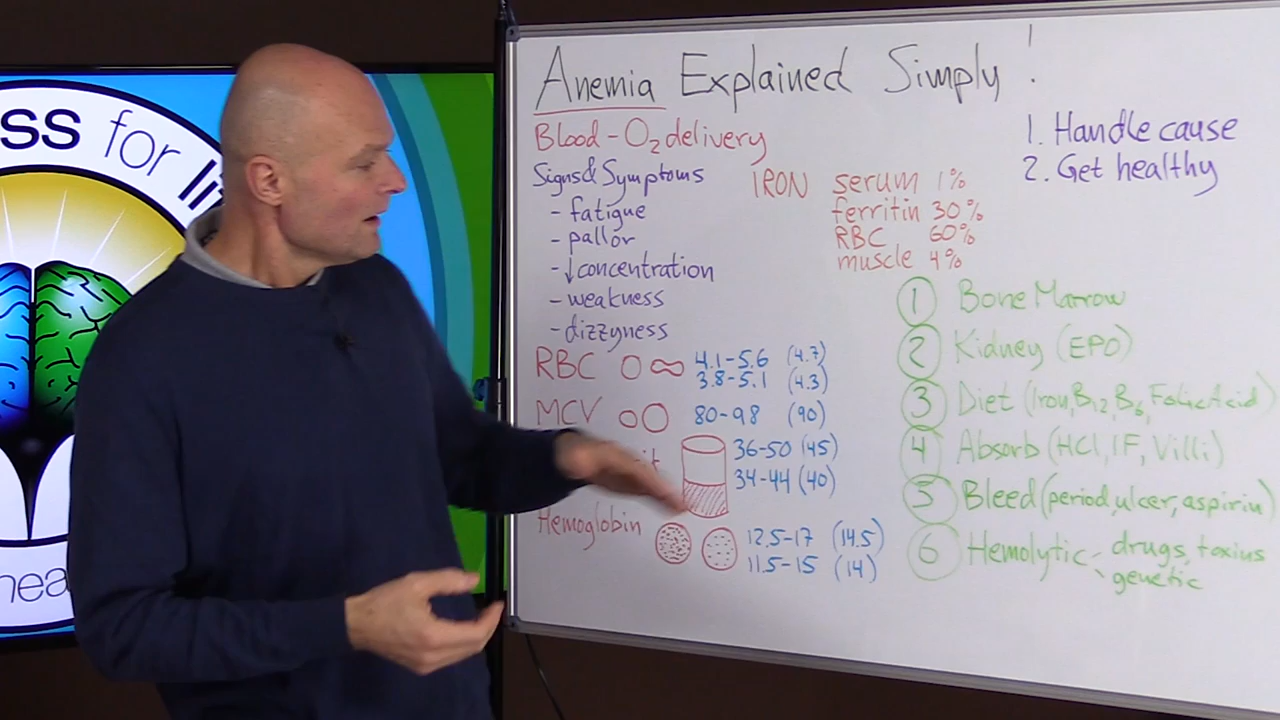 ss for li
hea
Anemia Explained Simply!
Blood - O₂ delivery
Signs & Symptoms
- fatigue
- pallor
- ↓concentration
- weakness
- dizzyness
RBC 4.1-5.6 (4.7)
3.8-5.1 (4.3)
MCV 80-98 (90)
it 36-50 (45)
34-44 (40)
Hemoglobin 12.5-17 (14.5)
11.5-15 (14)
IRON serum 1%
ferritin 30%
RBC 60%
muscle 4%
1. Handle cause
2. Get healthy
1 Bone Marrow
2 Kidney (EPO)
3 Diet (Iron, B12, B6, Folic Acid)
4 Absorb (HCl, IF, Villi)
5 Bleed (period, ulcer, aspirin)
6 Hemolytic - drugs, toxins
- genetic